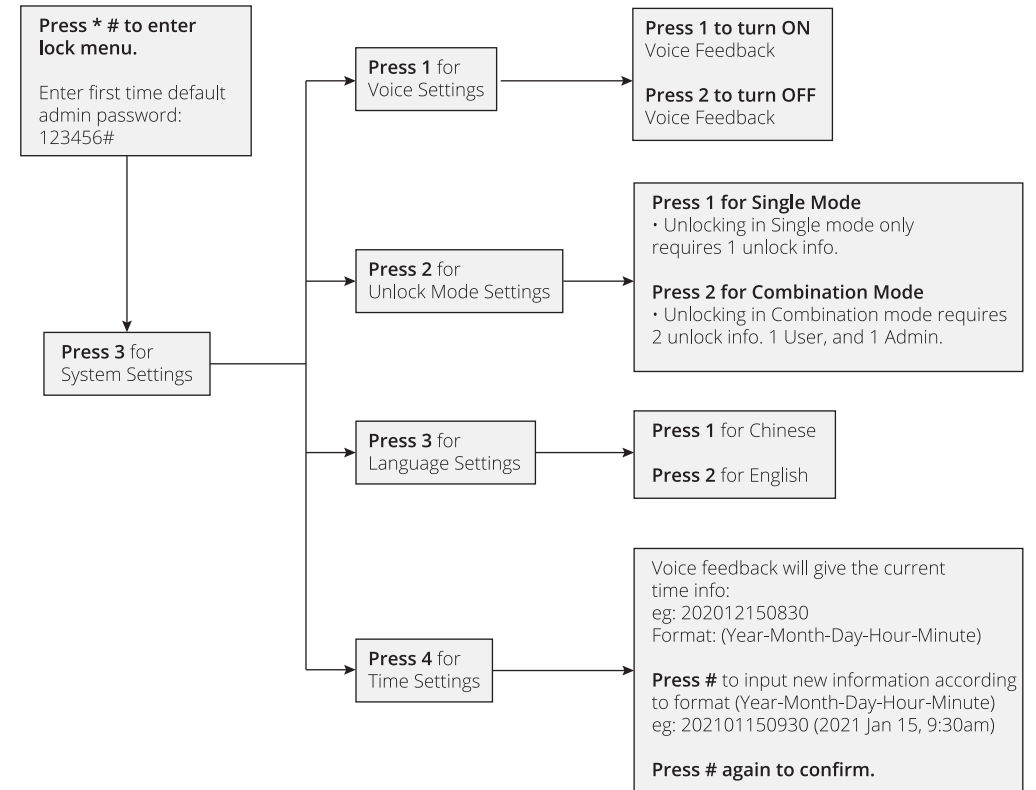 Press * # to enter
lock menu.
Enter first time default
admin password:
123456#
Press 3 for
System Settings
Press 1 for
Voice Settings
Press 1 to turn ON
Voice Feedback
Press 2 to turn OFF
Voice Feedback
Press 2 for
Unlock Mode Settings
Press 1 for Single Mode
• Unlocking in Single mode only
requires 1 unlock info.
Press 2 for Combination Mode
• Unlocking in Combination mode requires
2 unlock info. 1 User, and 1 Admin.
Press 3 for
Language Settings
Press 1 for Chinese
Press 2 for English
Press 4 for
Time Settings
Voice feedback will give the current
time info:
eg: 202012150830
Format: (Year-Month-Day-Hour-Minute)
Press # to input new information according
to format (Year-Month-Day-Hour-Minute)
eg: 202101150930 (2021 Jan 15, 9:30am)
Press # again to confirm.